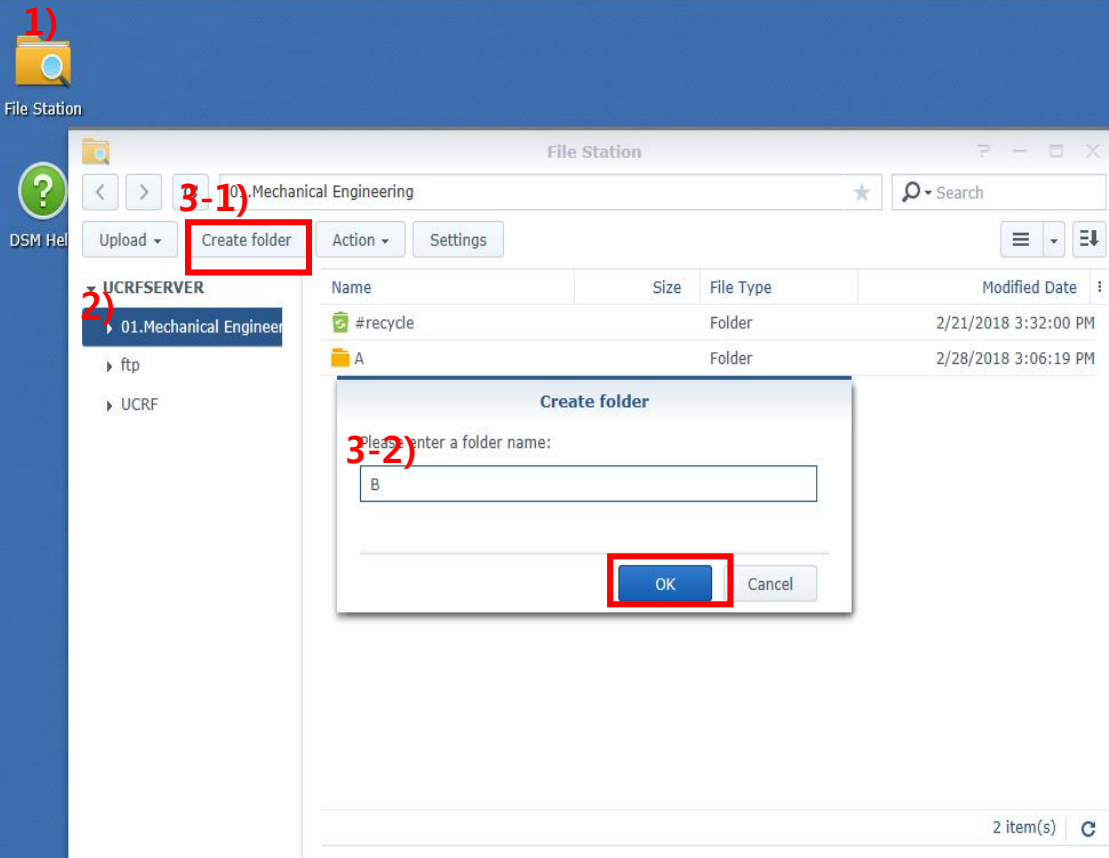 1)
File Station
DSM Hel
File Station
3-1)
01.Mechanical Engineering
Search
Upload
Create folder
Action
Settings
UCRFSERVER
2)
01.Mechanical Engineer
ftp
UCRF
Name Size File Type Modified Date
#recycle Folder 2/21/2018 3:32:00 PM
A Folder 2/28/2018 3:06:19 PM
Create folder
Please enter a folder name:
3-2)
B
OK
Cancel
2 item(s)